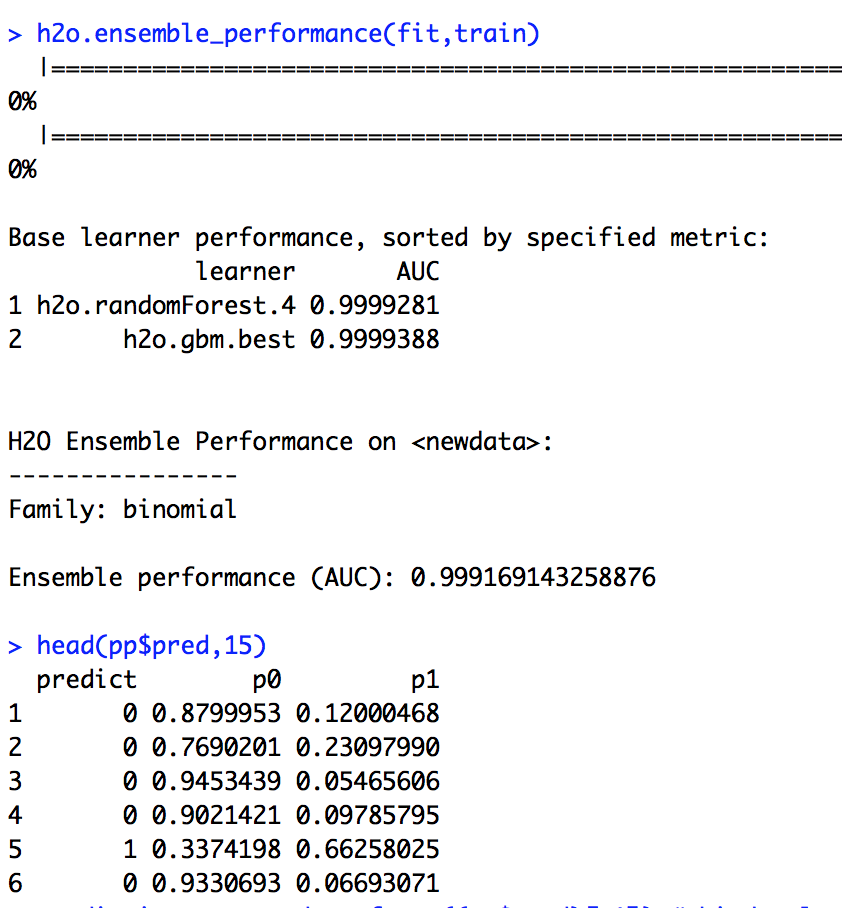 > h2o.ensemble_performance(fit,train)
|=======================================================
0%
|=======================================================
0%
Base learner performance, sorted by specified metric:
learner AUC
1 h2o.randomForest.4 0.9999281
2 h2o.gbm.best 0.9999388
H2O Ensemble Performance on <newdata>:
----------------
Family: binomial
Ensemble performance (AUC): 0.999169143258876
> head(pp$pred,15)
predict p0 p1
1 0 0.8799953 0.12000468
2 0 0.7690201 0.23097990
3 0 0.9453439 0.05465606
4 0 0.9021421 0.09785795
5 1 0.3374198 0.66258025
6 0 0.9330693 0.06693071